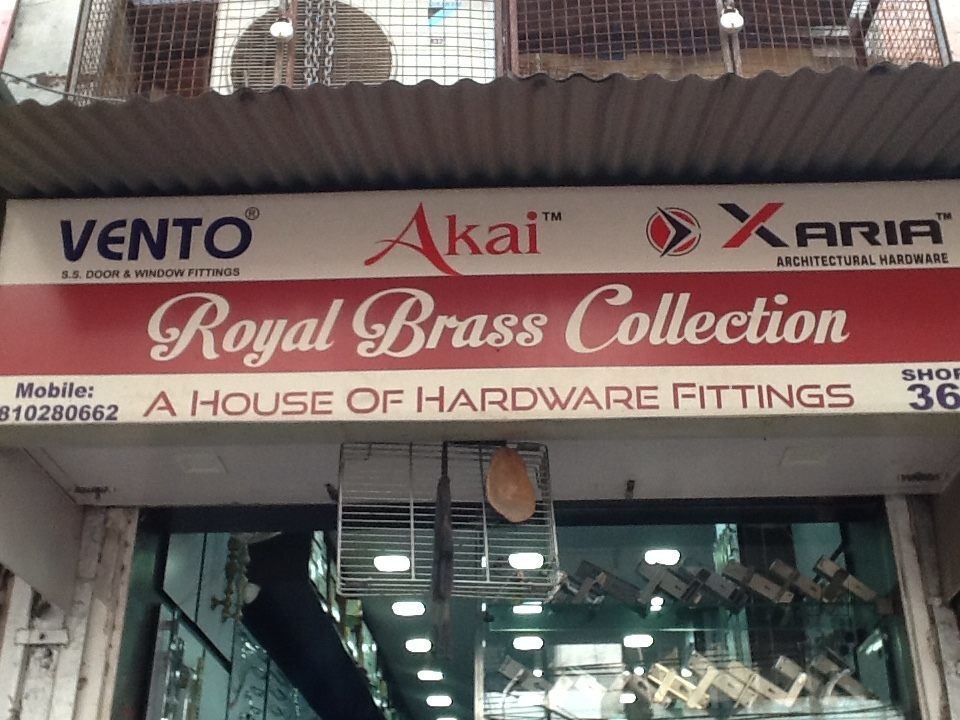 VENTO® Akai™ XARIA™
S.S. DOOR & WINDOW FITTINGS ARCHITECTURAL HARDWARE
Royal Brass Collection
Mobile: A HOUSE OF HARDWARE FITTINGS SHOP
810280662 36